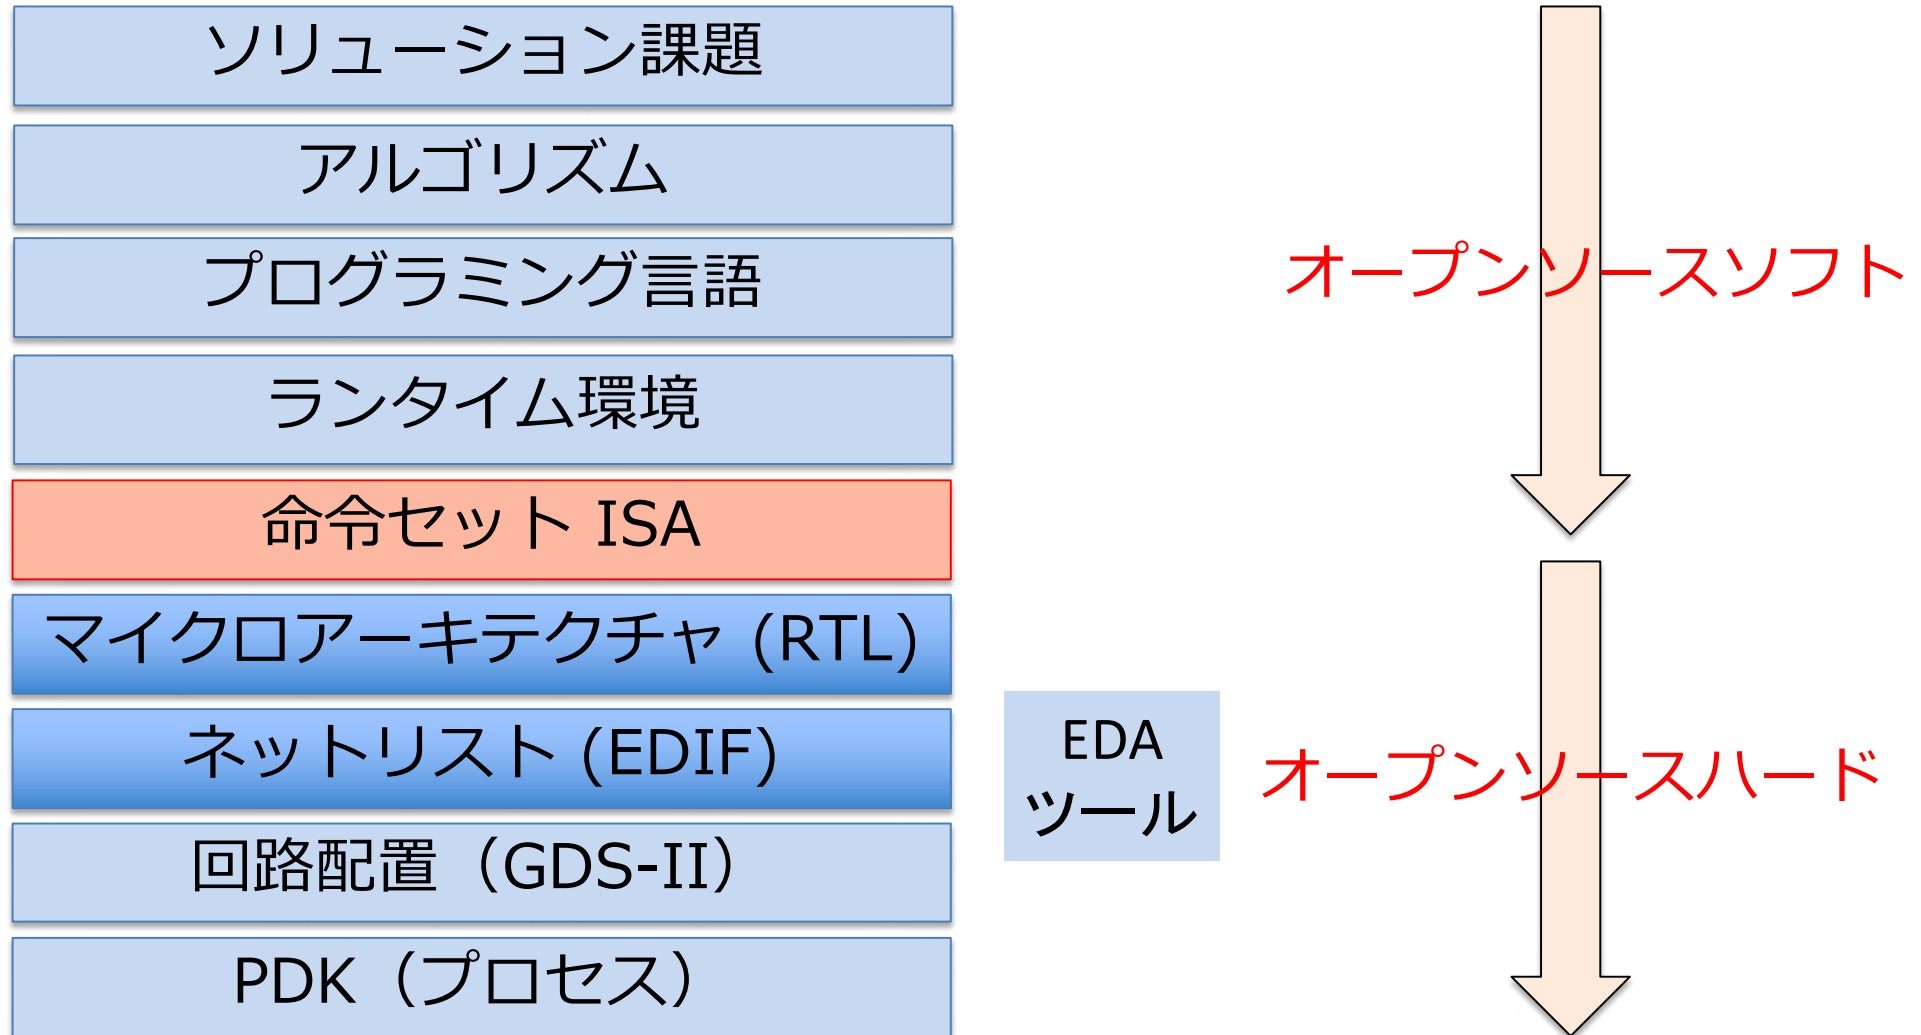 ソリューション課題
アルゴリズム
プログラミング言語
オープンソースソフト
ランタイム環境
命令セット ISA
マイクロアーキテクチャ (RTL)
ネットリスト (EDIF)
EDA
ツール
オープンソースハード
回路配置（GDS-II）
PDK（プロセス）